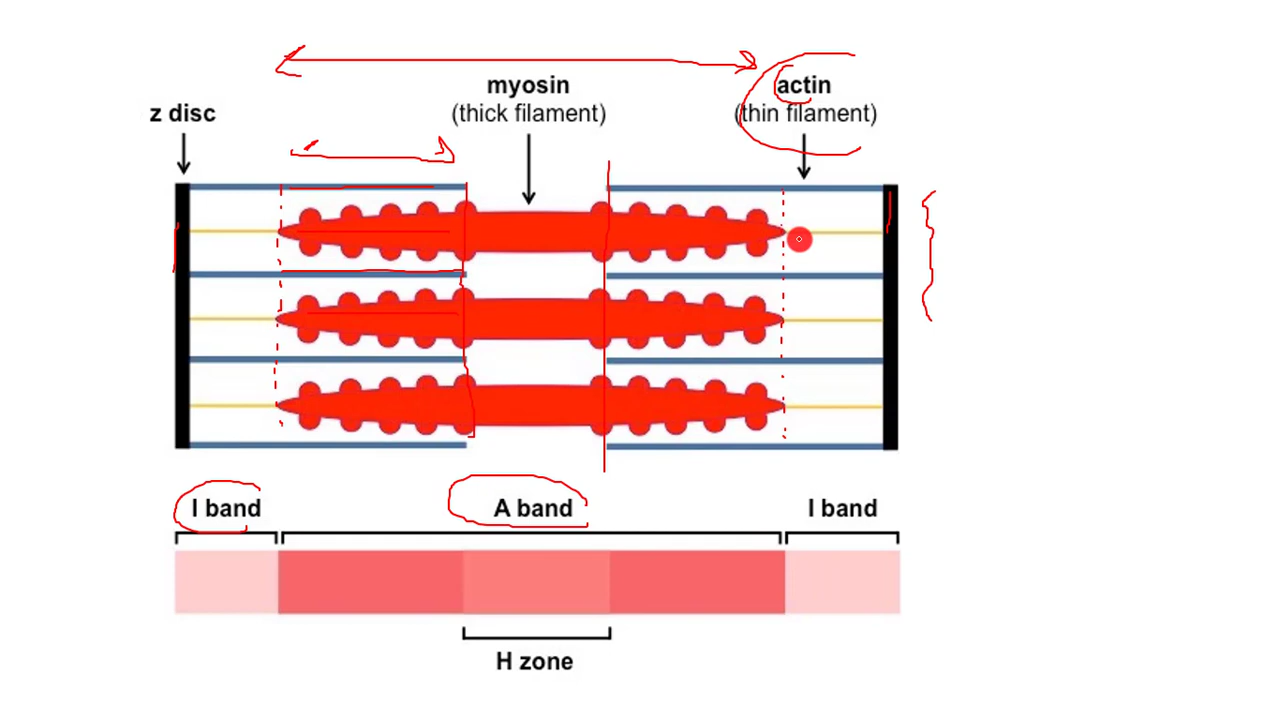 myosin
(thick filament)
actin
(thin filament)
z disc
I band
A band
I band
H zone